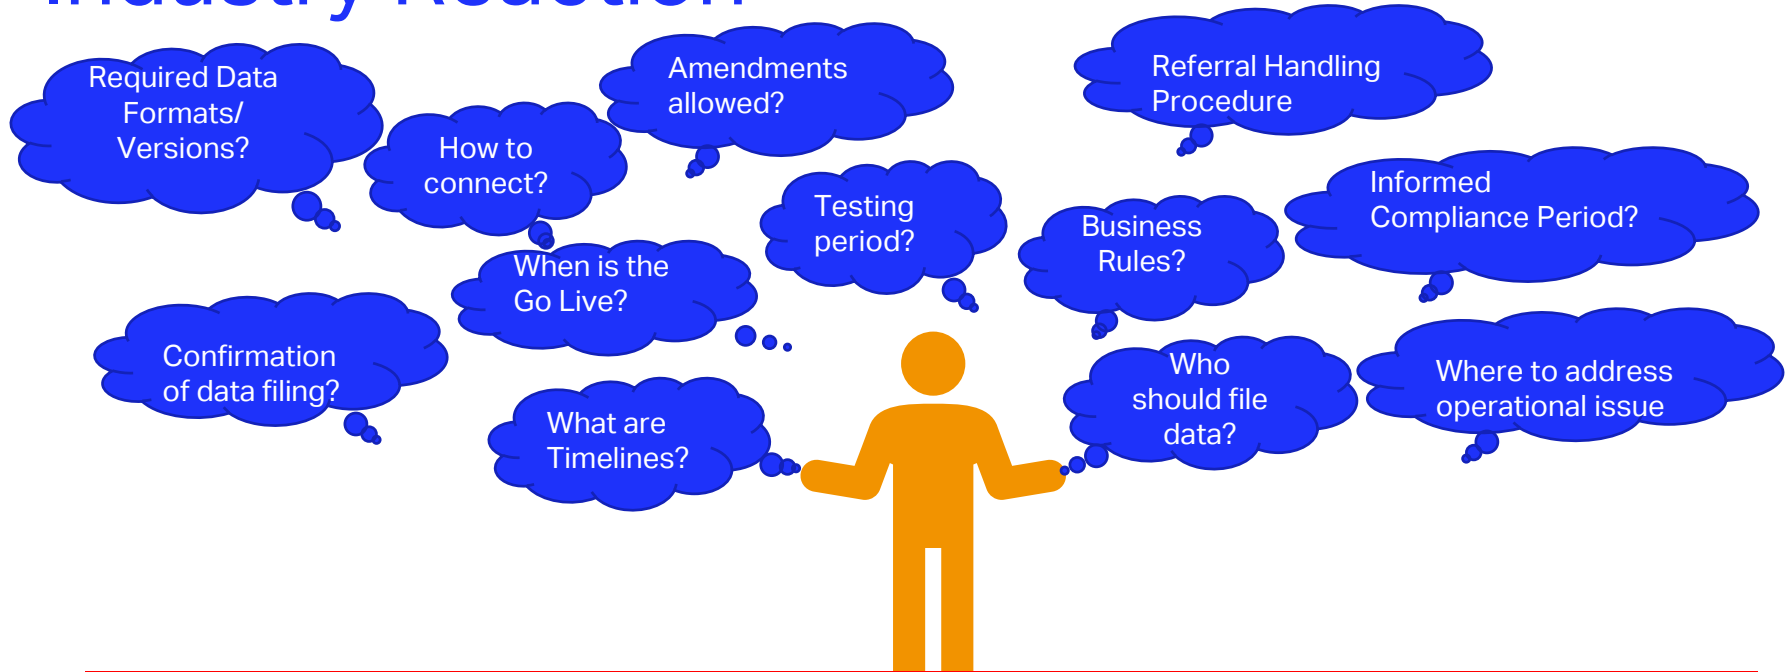 Industry Reaction
Required Data
Formats/
Versions?
How to
connect?
Amendments
allowed?
Referral Handling
Procedure
Testing
period?
Business
Rules?
Informed
Compliance Period?
When is the
Go Live?
Confirmation
of data filing?
What are
Timelines?
Who
should file
data?
Where to address
operational issue